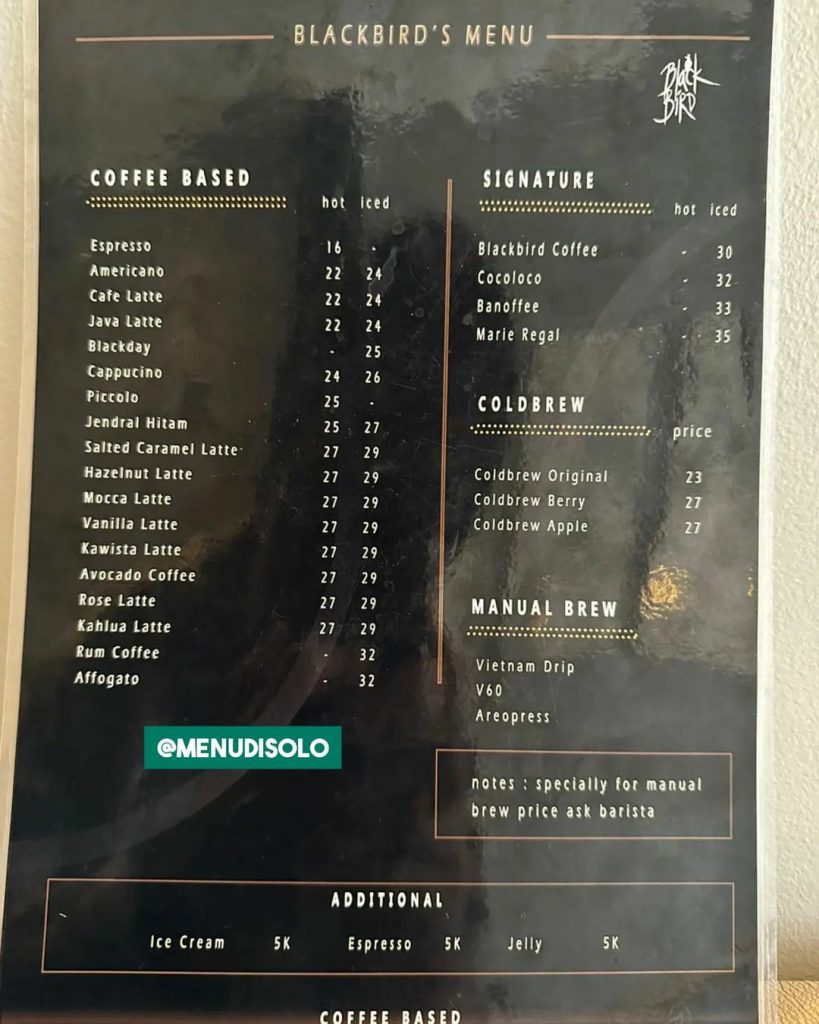 BLACKBIRD'S MENU
Black
BIRD
COFFEE BASED
hot iced
Espresso 16 -
Americano 22 24
Cafe Latte 22 24
Java Latte 22 24
Blackday - 25
Cappucino 24 26
Piccolo 25 -
Jendral Hitam 25 27
Salted Caramel Latte 27 29
Hazelnut Latte 27 29
Mocca Latte 27 29
Vanilla Latte 27 29
Kawista Latte 27 29
Avocado Coffee 27 29
Rose Latte 27 29
Kahlua Latte 27 29
Rum Coffee - 32
Affogato - 32
SIGNATURE
hot iced
Blackbird Coffee - 30
Cocoloco - 32
Banoffee - 33
Marie Regal - 35
COLDBREW
price
Coldbrew Original 23
Coldbrew Berry 27
Coldbrew Apple 27
MANUAL BREW
Vietnam Drip
V60
Areopress
notes : specially for manual
brew price ask barista
@MENUDISOLO
ADDITIONAL
Ice Cream 5K Espresso 5K Jelly 5K
COFFEE BASED